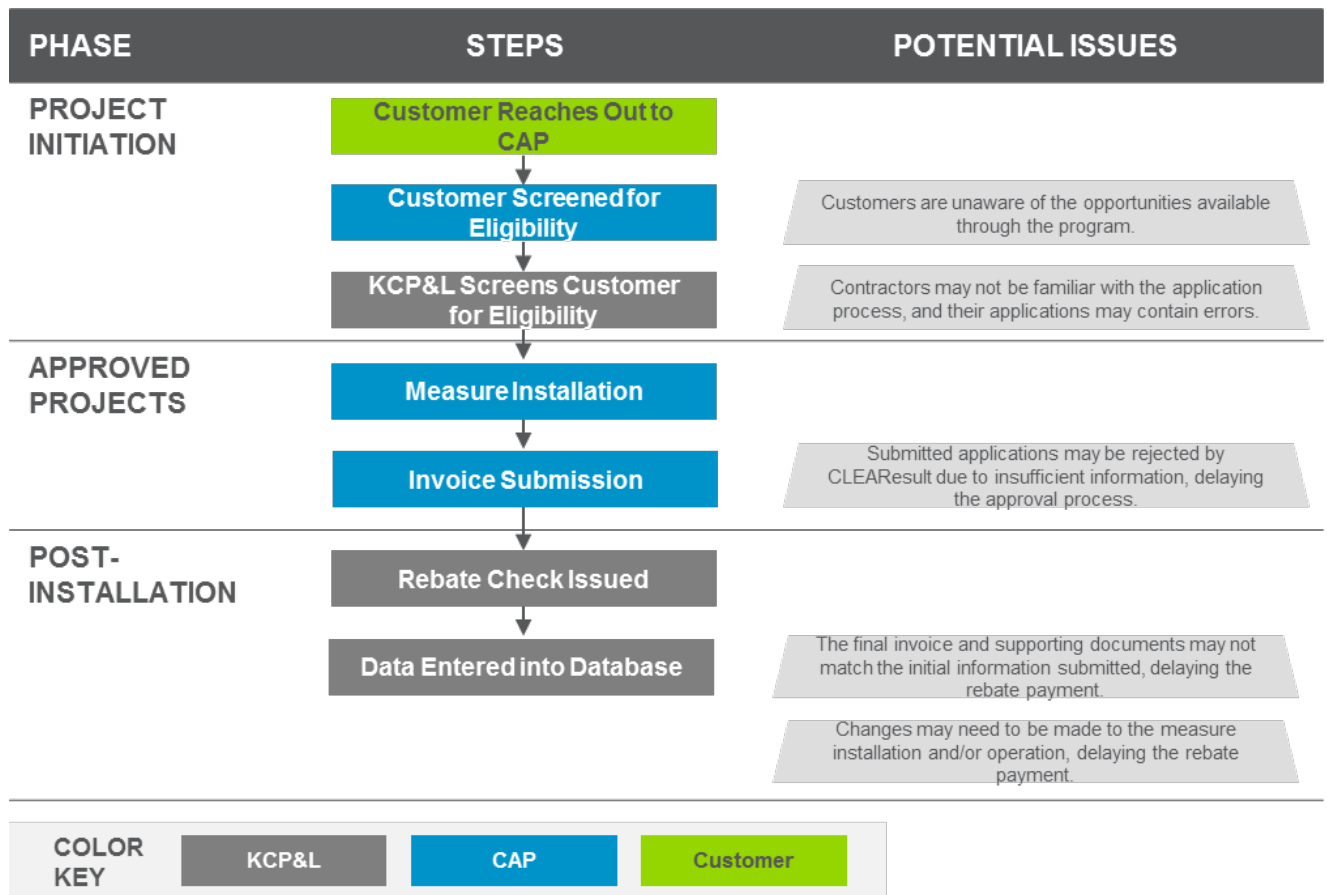 PHASE
STEPS
POTENTIAL ISSUES
PROJECT
INITIATION
Customer Reaches Out to
CAP
Customer Screened for
Eligibility
Customers are unaware of the opportunities available
through the program.
KCP&L Screens Customer
for Eligibility
Contractors may not be familiar with the application
process, and their applications may contain errors.
APPROVED
PROJECTS
Measure Installation
Invoice Submission
Submitted applications may be rejected by
CLEAResult due to insufficient information, delaying
the approval process.
POST-
INSTALLATION
Rebate Check Issued
Data Entered into Database
The final invoice and supporting documents may not
match the initial information submitted, delaying the
rebate payment.
Changes may need to be made to the measure
installation and/or operation, delaying the rebate
payment.
COLOR
KEY
KCP&L
CAP
Customer